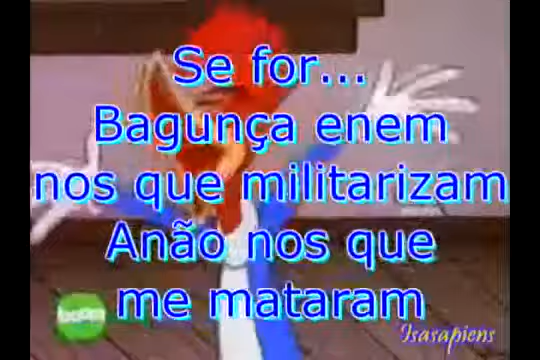 Se for...
Bagunça enem
nos que militarizam
Anão nos que
me mataram
Isasapiens